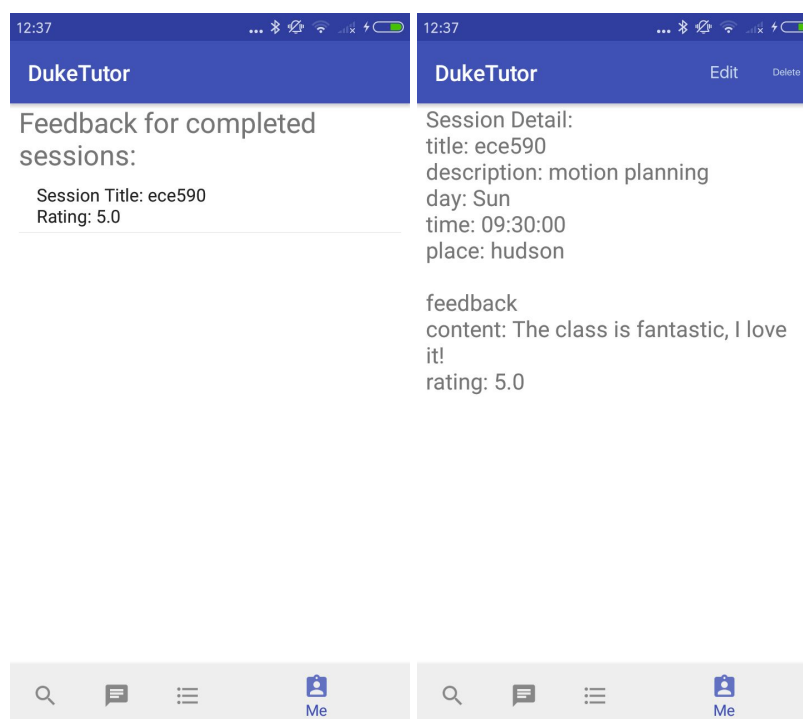 12:37
DukeTutor
Feedback for completed
sessions:
Session Title: ece590
Rating: 5.0
Me
12:37
DukeTutor
Edit
Delete
Session Detail:
title: ece590
description: motion planning
day: Sun
time: 09:30:00
place: hudson
feedback
content: The class is fantastic, I love
it!
rating: 5.0
Me